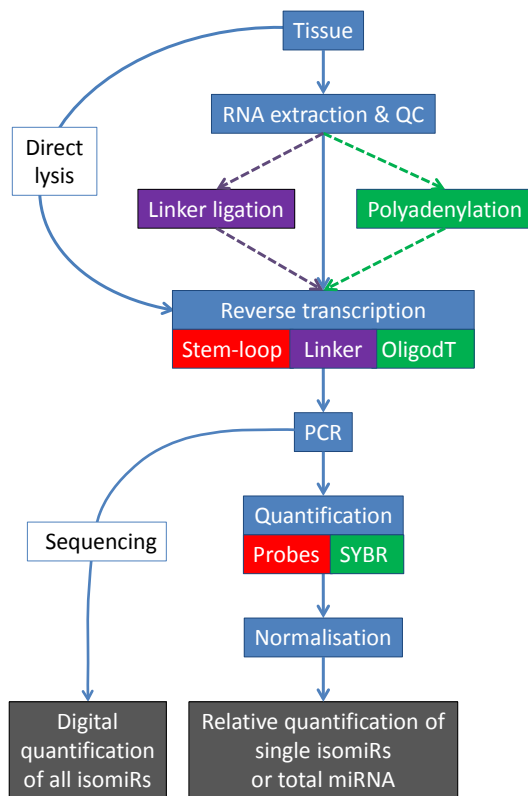 Tissue
RNA extraction & QC
Direct
lysis
Linker ligation
Polyadenylation
Reverse transcription
Stem-loop
Linker
OligodT
PCR
Quantification
Sequencing
Probes
SYBR
Normalisation
Digital
quantification
of all isomiRs
Relative quantification of
single isomiRs
or total miRNA